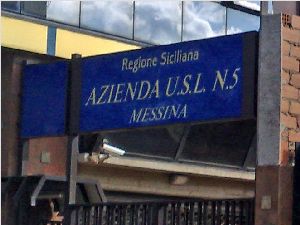 Regione Siciliana
AZIENDA U.S.L. N.5
MESSINA